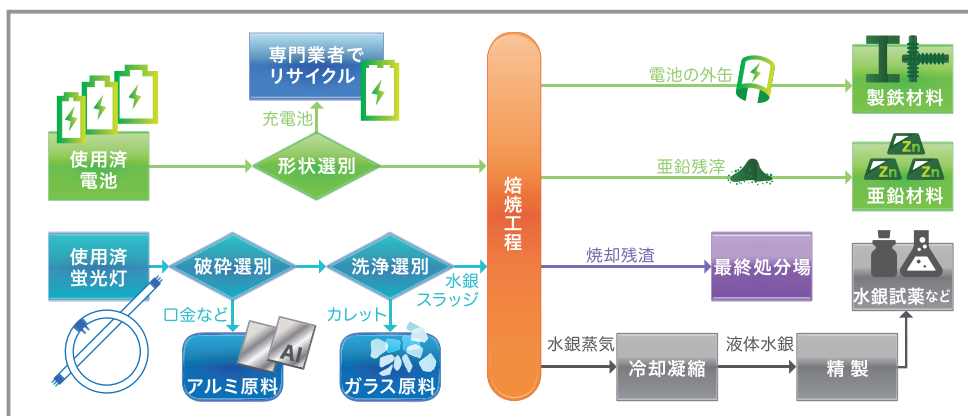 専門業者で
リサイクル
充電池
使用済
電池
形状選別
使用済
蛍光灯
破砕選別
洗浄選別
水銀
スラッジ
口金など
カレット
Al
アルミ原料
ガラス原料
焙焼工程
電池の外缶
製鉄材料
亜鉛残滓
Zn
Zn
Zn
亜鉛材料
焼却残渣
最終処分場
水銀試薬など
水銀蒸気
冷却凝縮
液体水銀
精製